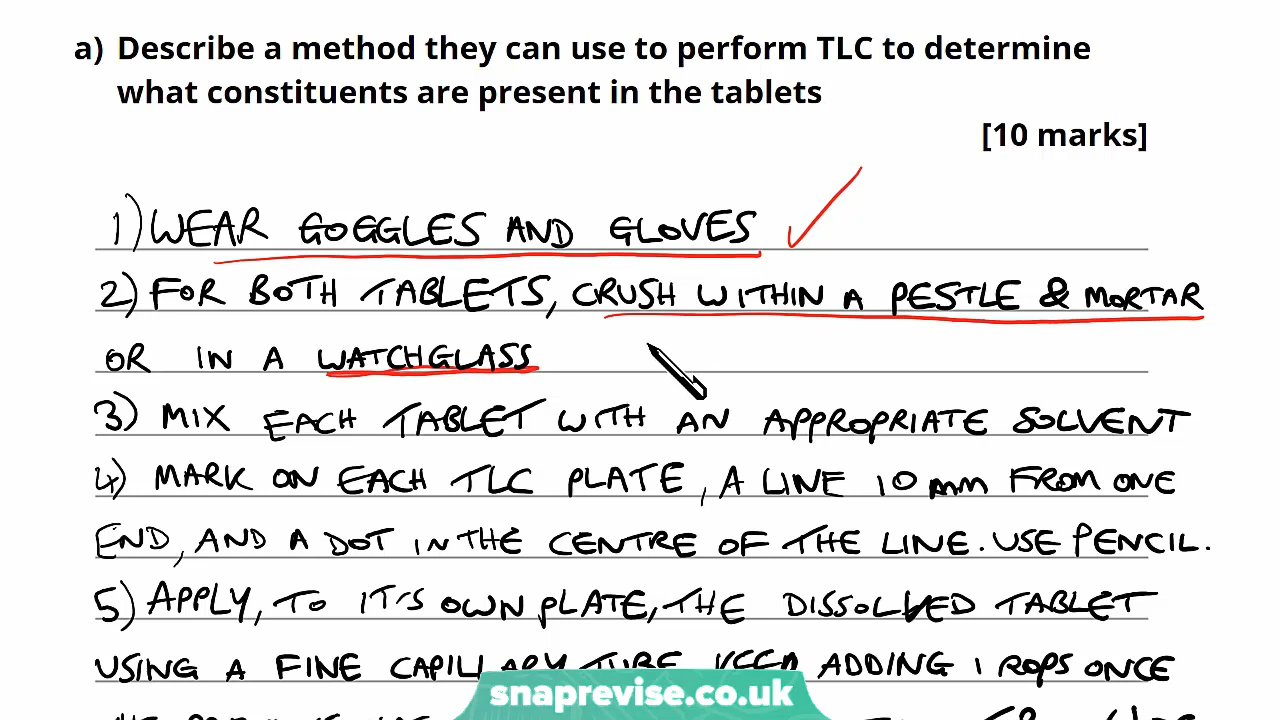 a) Describe a method they can use to perform TLC to determine
what constituents are present in the tablets
[10 marks]
1) WEAR GOGGLES AND GLOVES
2) FOR BOTH TABLETS, CRUSH WITHIN A PESTLE & MORTAR
OR IN A WATCHGLASS
3) MIX EACH TABLET WITH AN APPROPRIATE SOLVENT
4) MARK ON EACH TLC PLATE, A LINE 10 mm FROM ONE
END, AND A DOT IN THE CENTRE OF THE LINE. USE PENCIL.
5) APPLY, TO IT'S OWN PLATE, THE DISSOLVED TABLET
USING A FINE CAPILLARY TUBE KEEP ADDING DROPS ONCE
snaprevise.co.uk